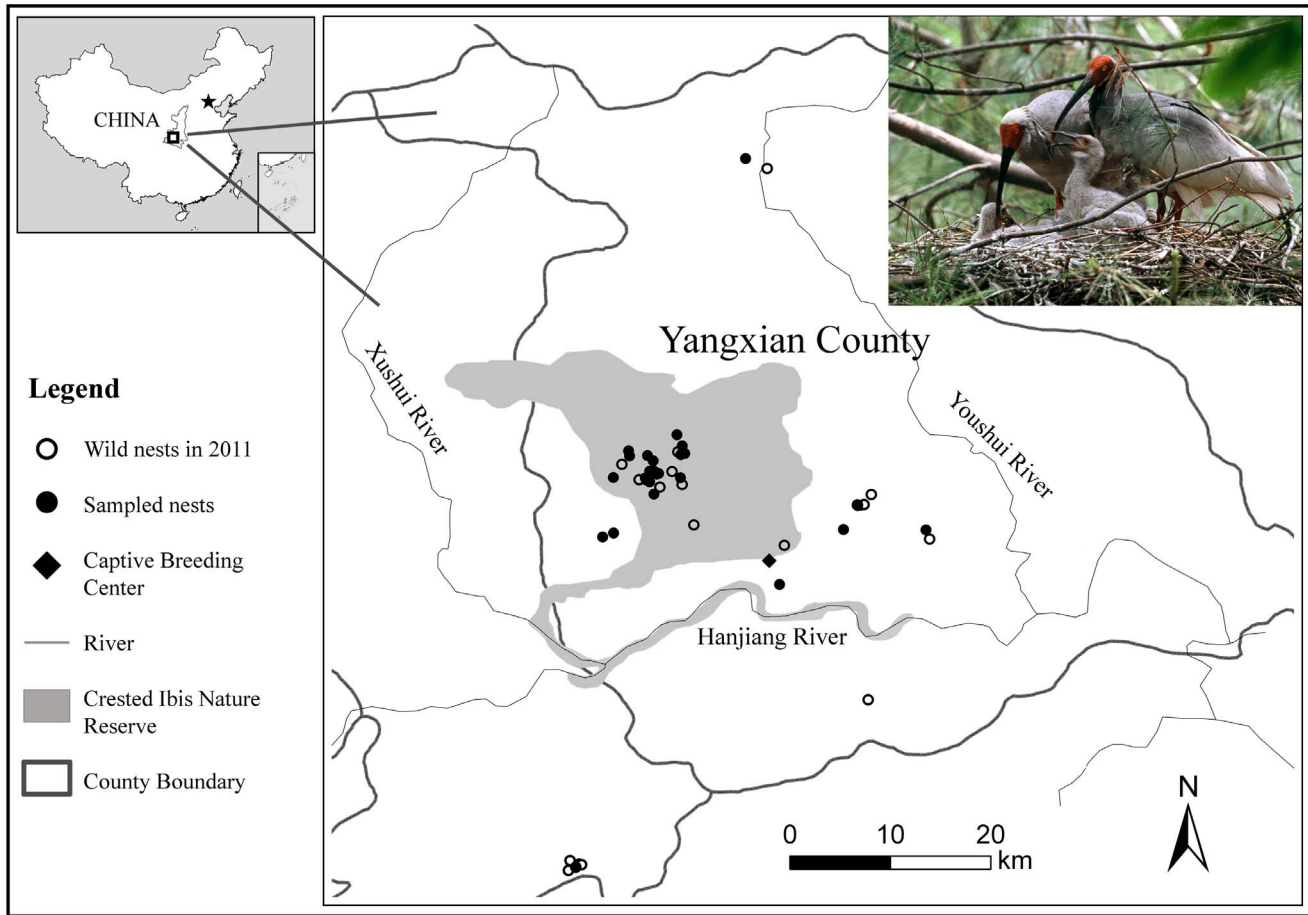 CHINA
Legend
Wild nests in 2011
Sampled nests
Captive Breeding
Center
River
Crested Ibis Nature
Reserve
County Boundary
Yangxian County
Xushui River
Youshui River
Hanjiang River
0 10 20
km
N